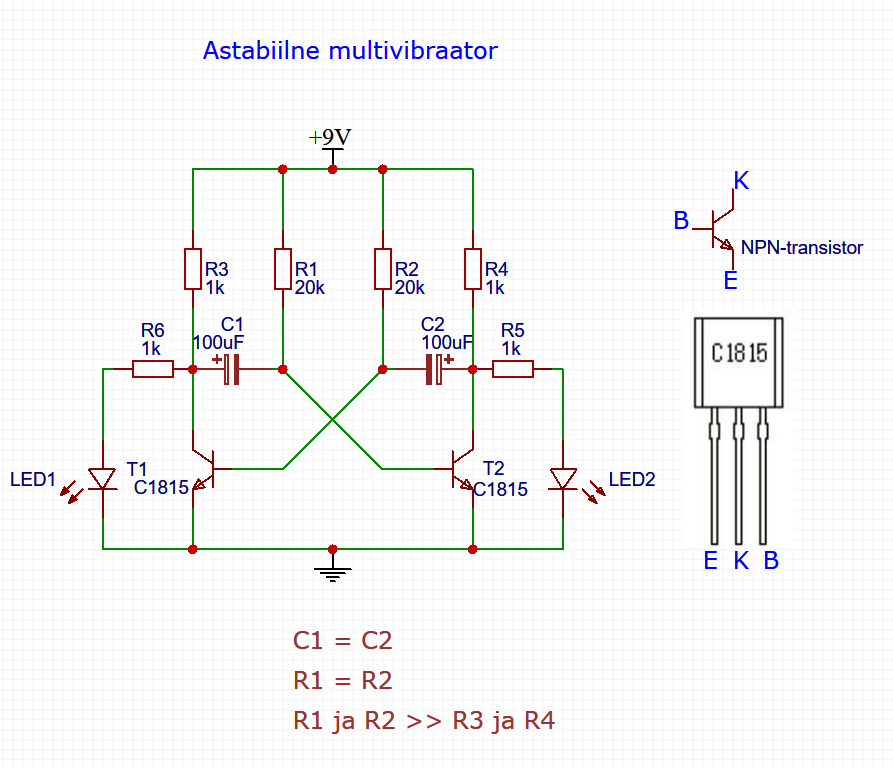 Astabiilne multivibraator
+9V
K
B
NPN-transistor
E
R3
1k
R1
20k
R2
20k
R4
1k
R6
1k
C1
100uF
C2
100uF
R5
1k
C1815
LED1
T1
C1815
T2
C1815
LED2
E K B
C1 = C2
R1 = R2
R1 ja R2 >> R3 ja R4